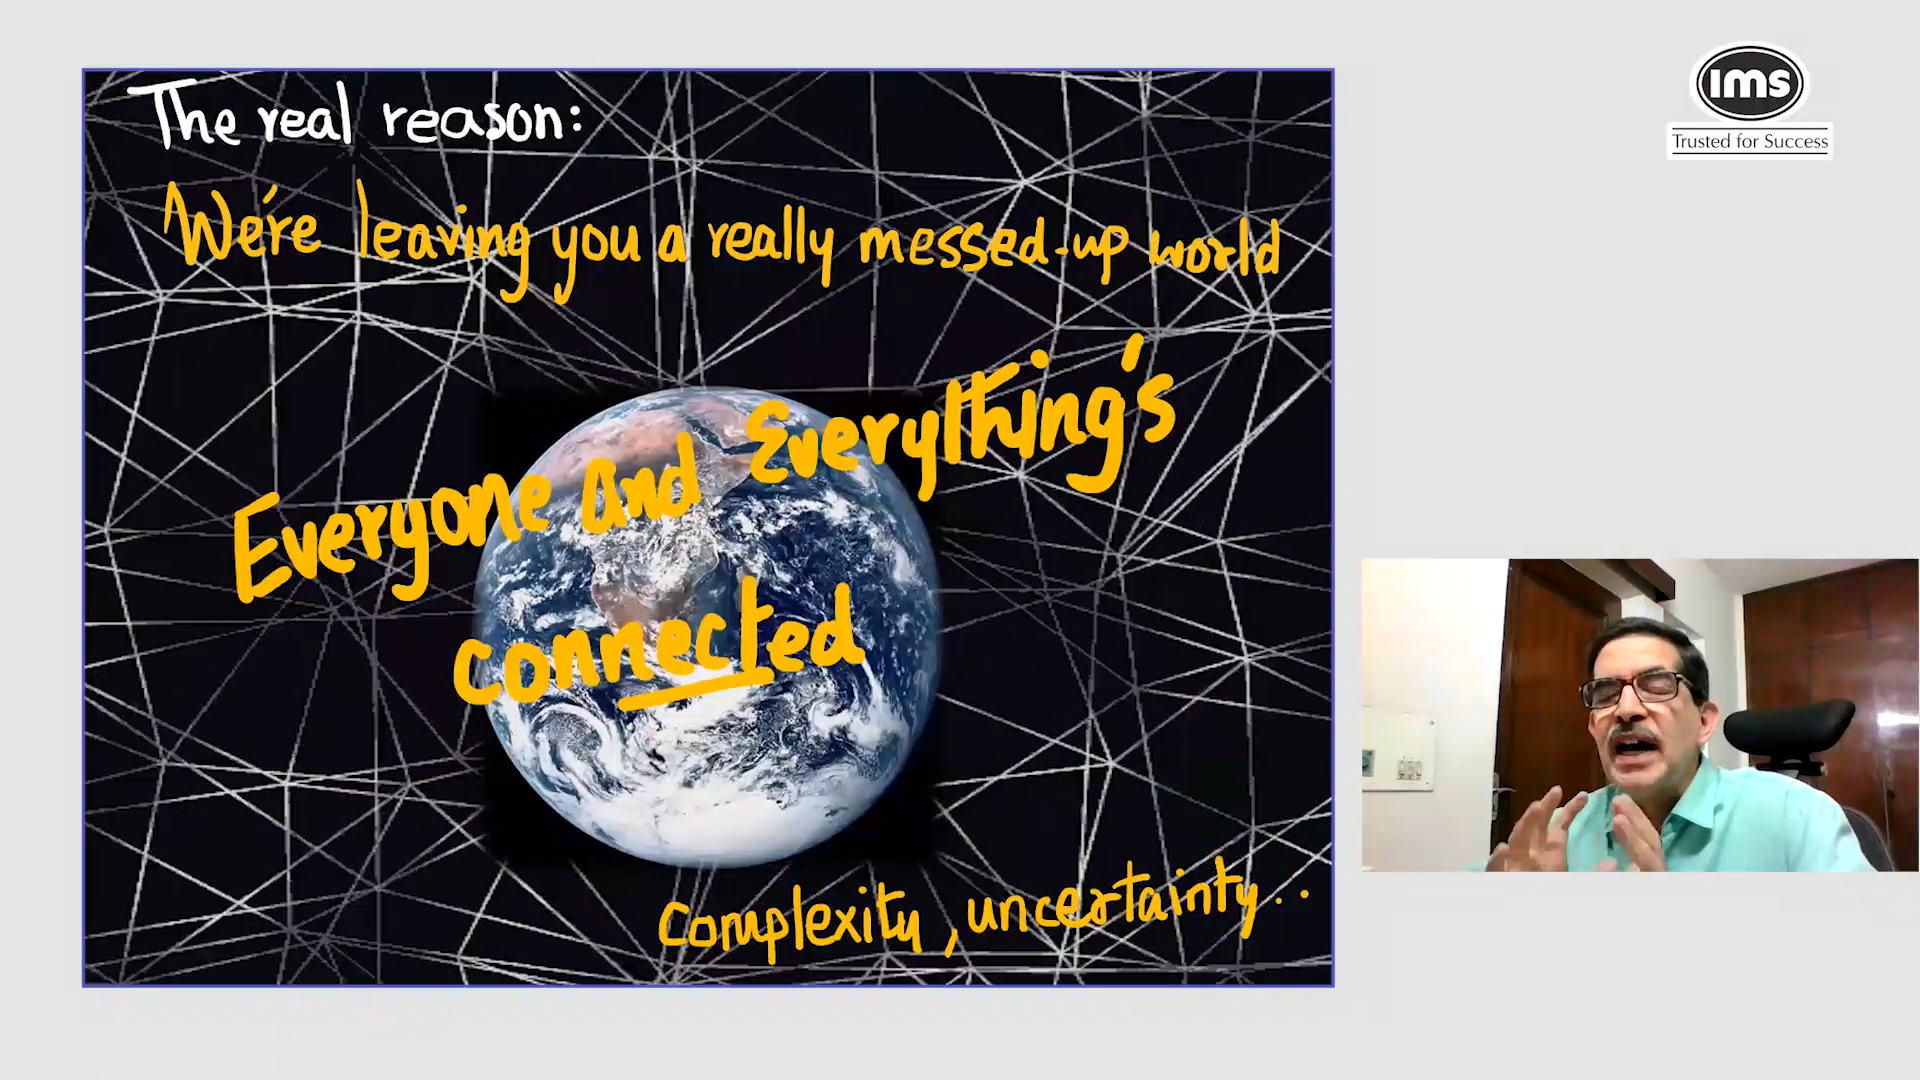 The real reason:
We're leaving you a really messed-up world
Everyone and Everything's
connected
complexity, uncertainty..
ims
Trusted for Success